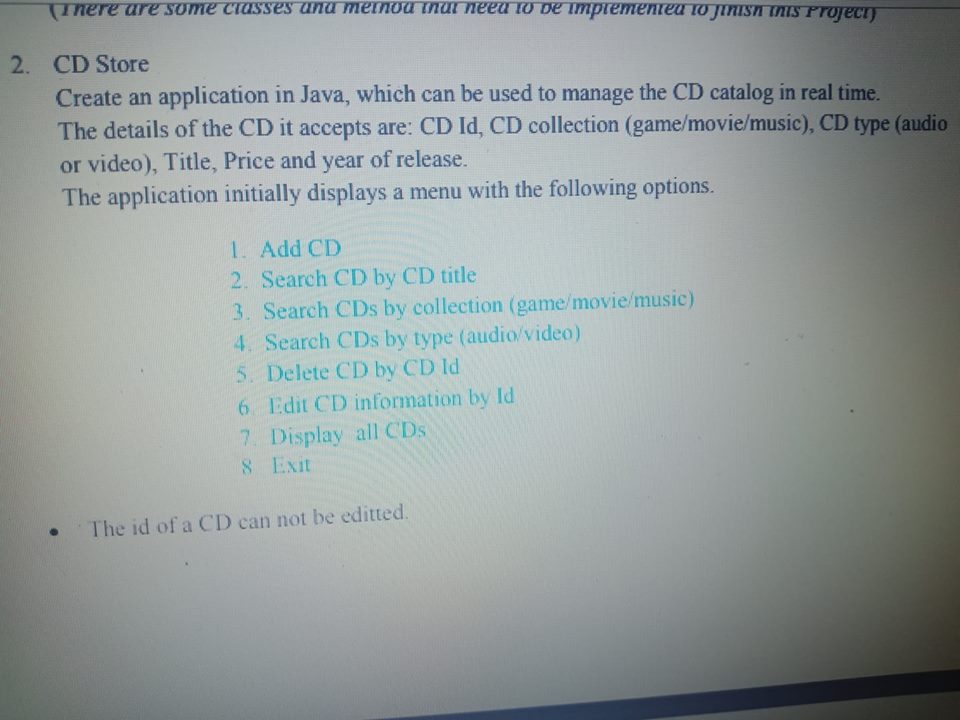 (There are some classes and method that need to be implemented to finish this Project)
2. CD Store
Create an application in Java, which can be used to manage the CD catalog in real time.
The details of the CD it accepts are: CD Id, CD collection (game/movie/music), CD type (audio
or video), Title, Price and year of release.
The application initially displays a menu with the following options.
1. Add CD
2. Search CD by CD title
3. Search CDs by collection (game/movie/music)
4. Search CDs by type (audio/video)
5. Delete CD by CD Id
6. Edit CD information by Id
7. Display all CDs
8 Exit
• The id of a CD can not be editted.